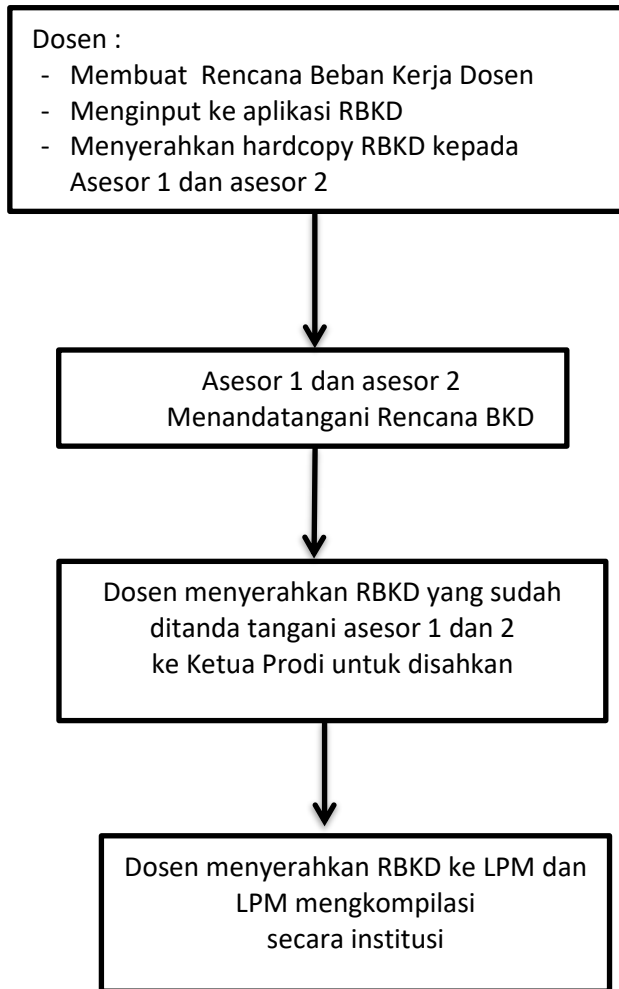 Dosen :
- Membuat Rencana Beban Kerja Dosen
- Menginput ke aplikasi RBKD
- Menyerahkan hardcopy RBKD kepada
Asesor 1 dan asesor 2
Asesor 1 dan asesor 2
Menandatangani Rencana BKD
Dosen menyerahkan RBKD yang sudah
ditanda tangani asesor 1 dan 2
ke Ketua Prodi untuk disahkan
Dosen menyerahkan RBKD ke LPM dan
LPM mengkompilasi
secara institusi